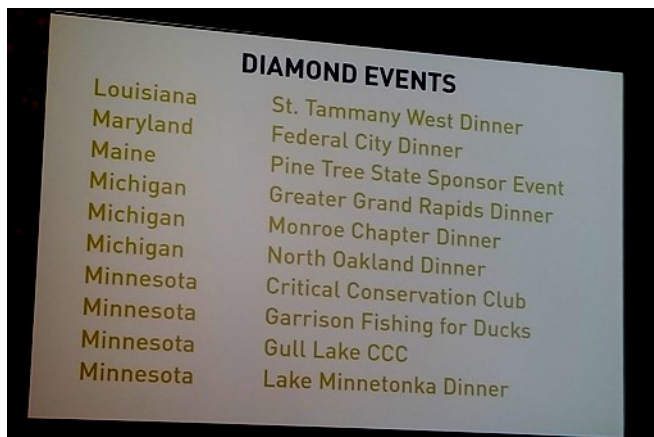 DIAMOND EVENTS
Louisiana St. Tammany West Dinner
Maryland Federal City Dinner
Maine Pine Tree State Sponsor Event
Michigan Greater Grand Rapids Dinner
Michigan Monroe Chapter Dinner
Michigan North Oakland Dinner
Minnesota Critical Conservation Club
Minnesota Garrison Fishing for Ducks
Minnesota Gull Lake CCC
Minnesota Lake Minnetonka Dinner